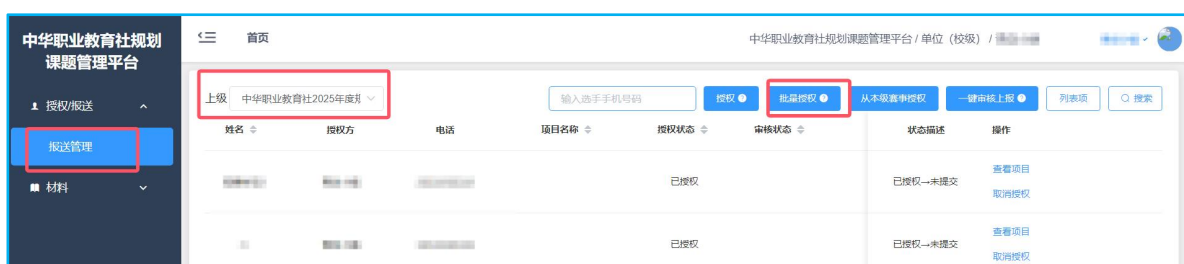 中华职业教育社规划
课题管理平台
首页
中华职业教育社规划课题管理平台 / 单位（校级） /
授权/报送
报送管理
材料
上级 中华职业教育社2025年度
输入选手手机号码 授权 批量授权 从本级赛事授权 一键审核上报 列表项 搜索
姓名 授权方 电话 项目名称 授权状态 审核状态 状态描述 操作
已授权 已授权→未提交 查看项目
取消授权
已授权 已授权→未提交 查看项目
取消授权